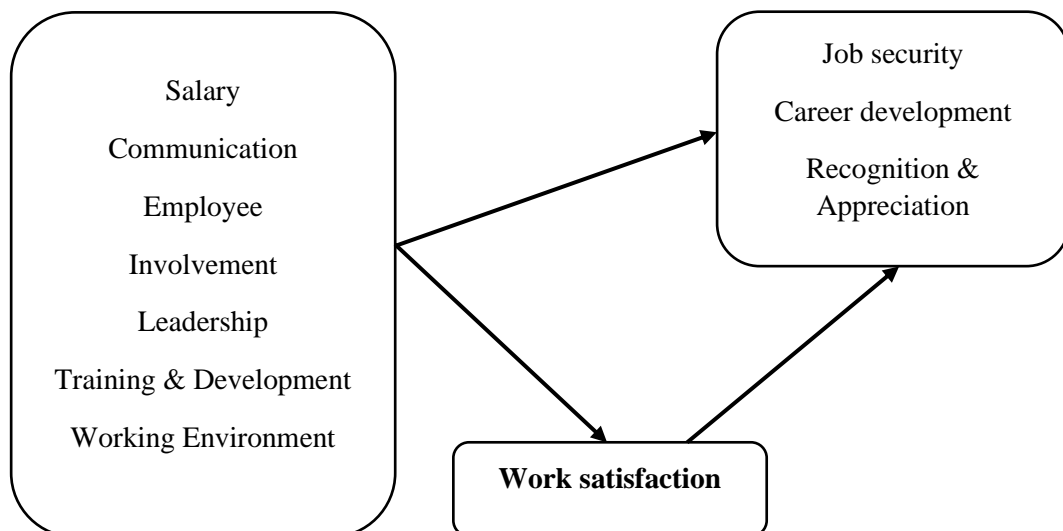 Salary
Communication
Employee
Involvement
Leadership
Training & Development
Working Environment
Job security
Career development
Recognition &
Appreciation
Work satisfaction